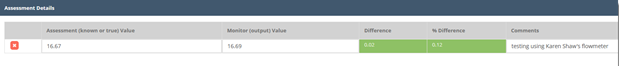 Assessment Details
Assessment (known or true) Value Monitor (output) Value Difference % Difference Comments
16.67 16.69 0.02 0.12 testing using Karen Shaw's flowmeter